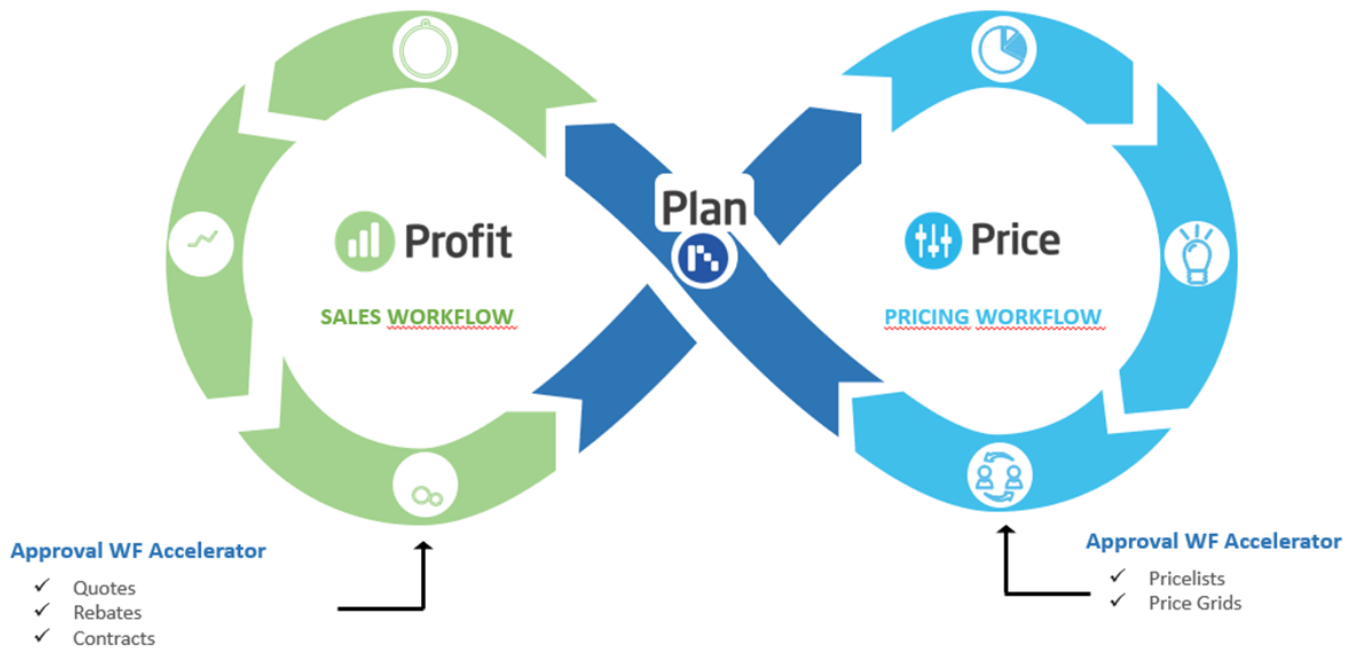 Plan
Profit
SALES WORKFLOW
Price
PRICING WORKFLOW
Approval WF Accelerator
✓ Quotes
✓ Rebates
✓ Contracts
Approval WF Accelerator
✓ Pricelists
✓ Price Grids